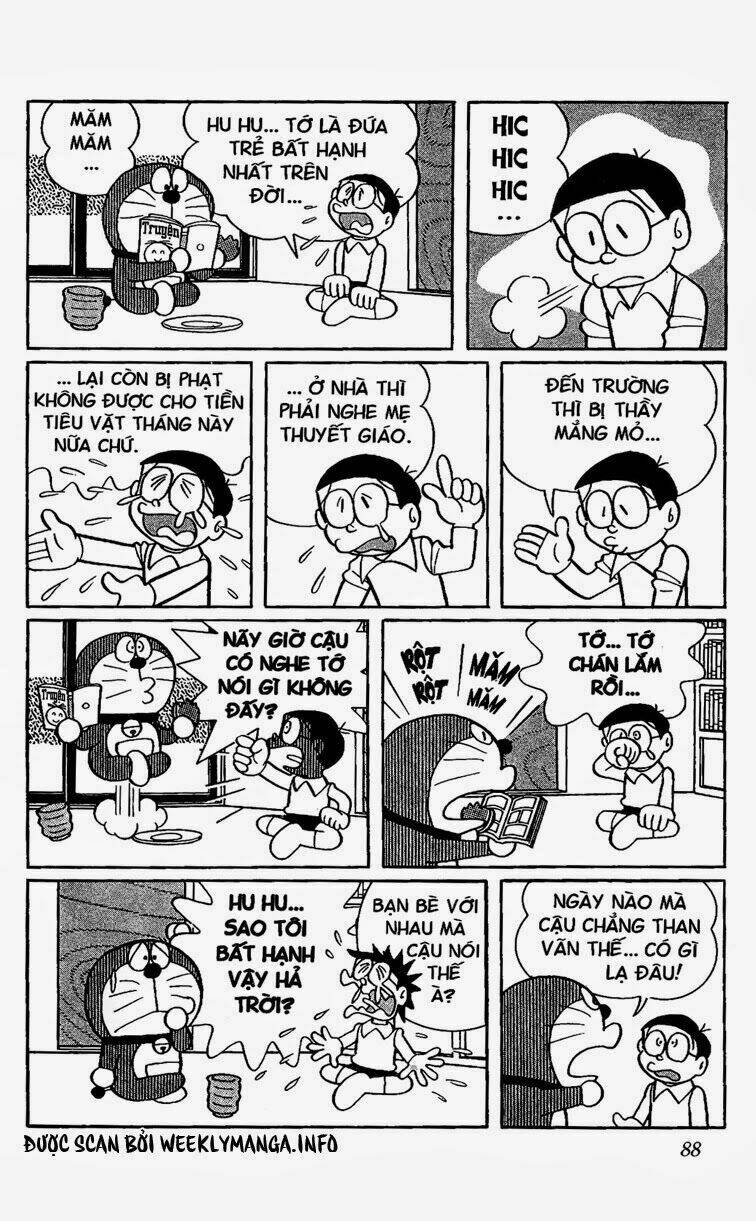 HIC
HIC
HIC
...
HU HU... TỚ LÀ ĐỨA
TRẺ BẤT HẠNH
NHẤT TRÊN
ĐỜI...
MĂM
MĂM
...
Truyện
ĐẾN TRƯỜNG
THÌ BỊ THẦY
MẮNG MỎ...
... Ở NHÀ THÌ
PHẢI NGHE MẸ
THUYẾT GIÁO.
... LẠI CÒN BỊ PHẠT
KHÔNG ĐƯỢC CHO TIỀN
TIÊU VẶT THÁNG NÀY
NỮA CHỨ.
TỚ... TỚ
CHÁN LẮM
RỒI...
MĂM
MĂM
RỘT
RỘT
NÃY GIỜ CẬU
CÓ NGHE TỚ
NÓI GÌ KHÔNG
ĐẤY?
Truyện
NGÀY NÀO MÀ
CẬU CHẲNG THAN
VÃN THẾ... CÓ GÌ
LẠ ĐÂU!
BẠN BÈ VỚI
NHAU MÀ
CẬU NÓI
THẾ
À?
HU HU...
SAO TÔI
BẤT HẠNH
VẬY HẢ
TRỜI?
ĐƯỢC SCAN BỞI WEEKLYMANGA.INFO
88